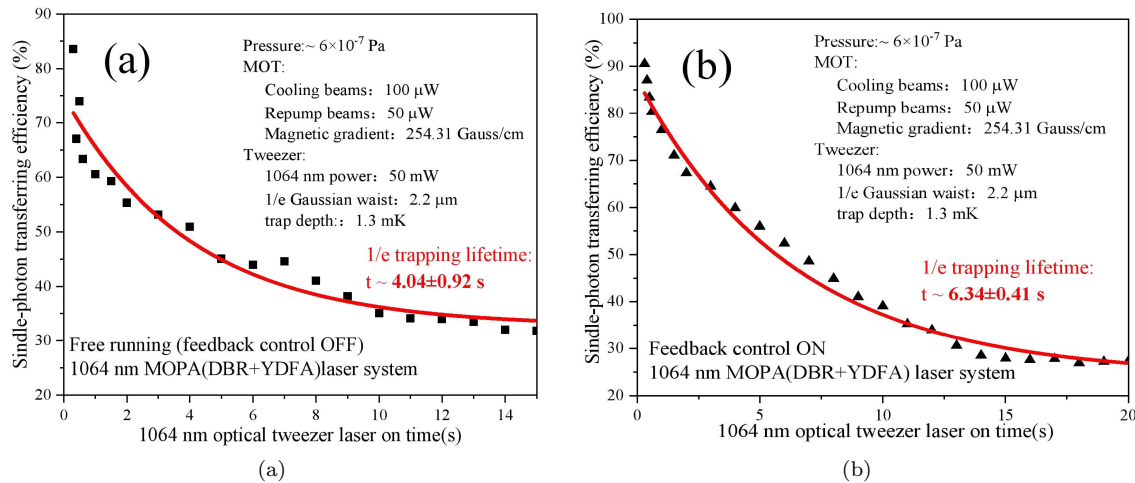 (a)
Pressure:~ 6×10⁻⁷ Pa
MOT:
Cooling beams: 100 μW
Repump beams: 50 μW
Magnetic gradient: 254.31 Gauss/cm
Tweezer:
1064 nm power: 50 mW
1/e Gaussian waist: 2.2 μm
trap depth:: 1.3 mK
1/e trapping lifetime:
t ~ 4.04±0.92 s
Free running (feedback control OFF)
1064 nm MOPA(DBR+YDFA)laser system
Sindle-photon transferring efficiency (%)
90
80
70
60
50
40
30
20
0 2 4 6 8 10 12 14
1064 nm optical tweezer laser on time(s)
(a)
(b)
Pressure:~ 6×10⁻⁷ Pa
MOT:
Cooling beams: 100 μW
Repump beams: 50 μW
Magnetic gradient: 254.31 Gauss/cm
Tweezer:
1064 nm power: 50 mW
1/e Gaussian waist: 2.2 μm
trap depth: 1.3 mK
1/e trapping lifetime:
t ~ 6.34±0.41 s
Feedback control ON
1064 nm MOPA(DBR+YDFA) laser system
Sindle-photon transferring efficiency (%)
100
90
80
70
60
50
40
30
20
0 5 10 15 20
1064 nm optical tweezer laser on time(s)
(b)